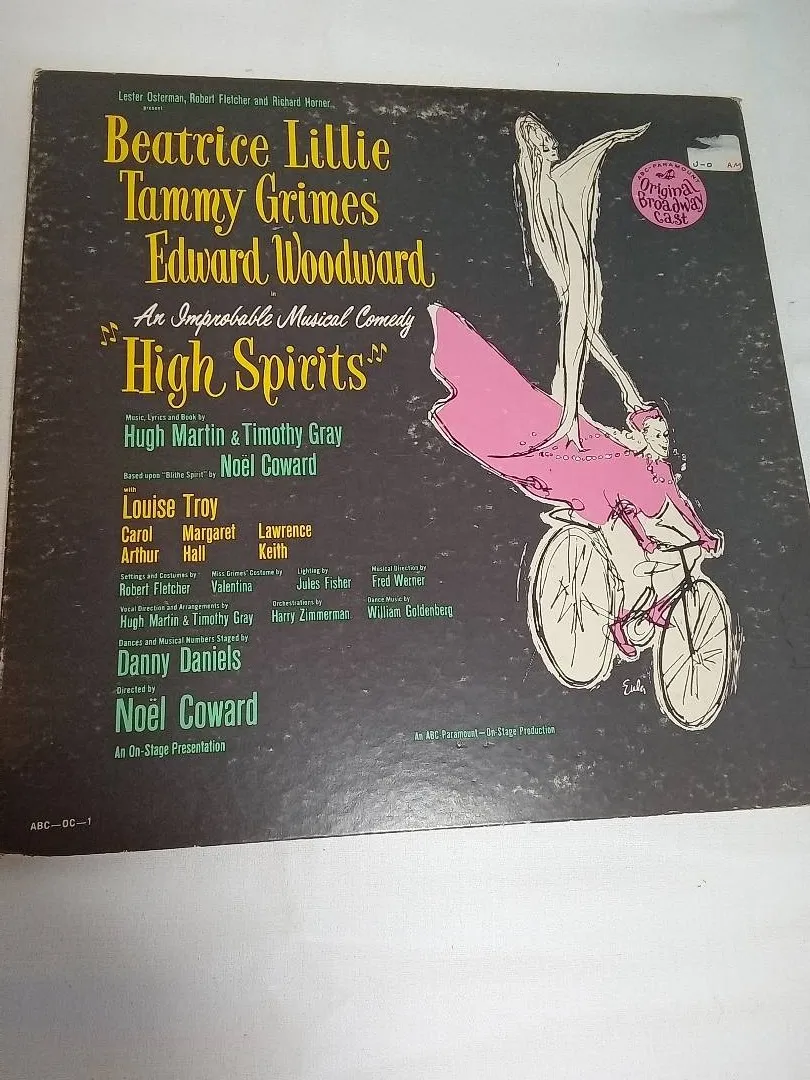 Lester Osterman, Robert Fletcher and Richard Horner
present
Beatrice Lillie
Tammy Grimes
Edward Woodward
in
An Improbable Musical Comedy
High Spirits
Music, Lyrics and Book by
Hugh Martin & Timothy Gray
Based upon "Blithe Spirit" by Noël Coward
with
Louise Troy
Carol Margaret Lawrence
Arthur Hall Keith
Settings and Costumes by Miss Grimes' Costume by Lighting by Musical Direction by
Robert Fletcher Valentina Jules Fisher Fred Werner
Vocal Direction and Arrangements by Orchestrations by Dance Music by
Hugh Martin & Timothy Gray Harry Zimmerman William Goldenberg
Dances and Musical Numbers Staged by
Danny Daniels
Directed by
Noël Coward
An On-Stage Presentation
An ABC-Paramount—On-Stage Production
ABC—OC—1
ABC-PARAMOUNT
Original
Broadway
Cast
J-O AM
Eula